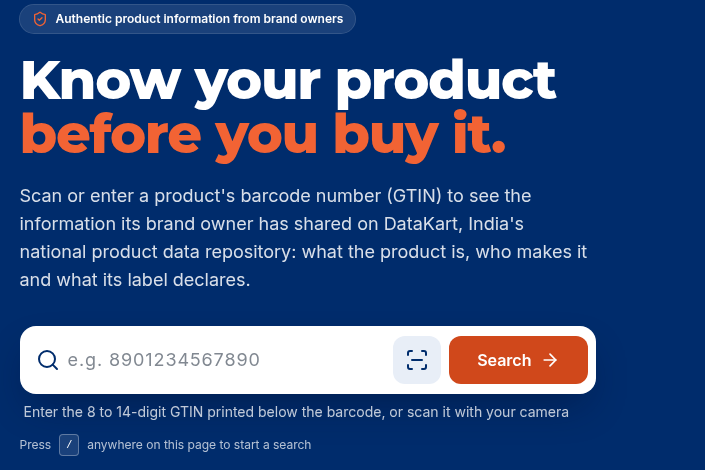 Authentic product information from brand owners
Know your product
before you buy it.
Scan or enter a product's barcode number (GTIN) to see the
information its brand owner has shared on DataKart, India's
national product data repository: what the product is, who makes it
and what its label declares.
e.g. 8901234567890
Search →
Enter the 8 to 14-digit GTIN printed below the barcode, or scan it with your camera
Press / anywhere on this page to start a search